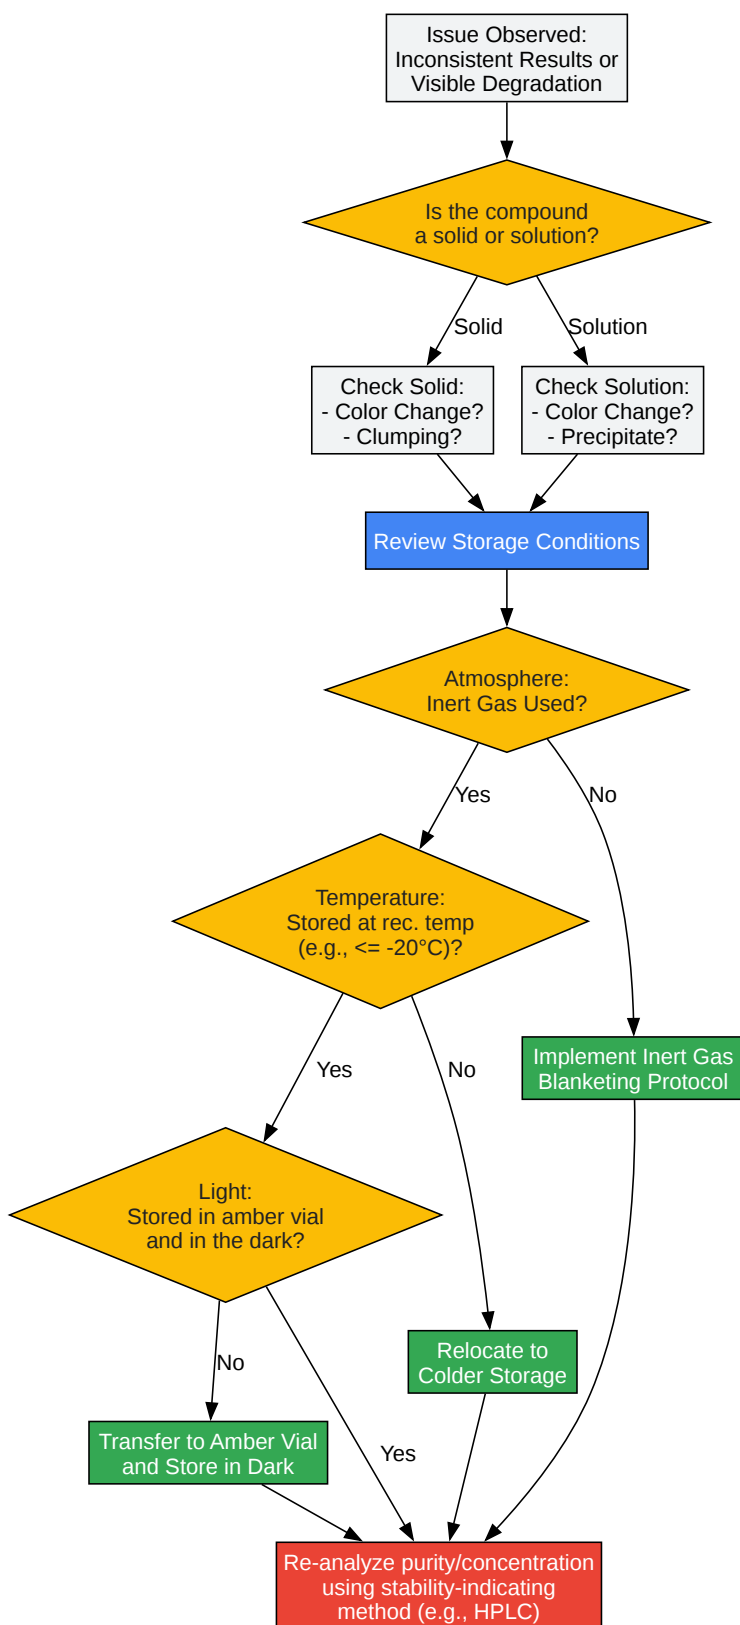 Issue Observed:
Inconsistent Results or
Visible Degradation
Is the compound
a solid or solution?
Solid
Solution
Check Solid:
- Color Change?
- Clumping?
Check Solution:
- Color Change?
- Precipitate?
Review Storage Conditions
Atmosphere:
Inert Gas Used?
Yes
No
Temperature:
Stored at rec. temp
(e.g., <= -20°C)?
Yes
No
Implement Inert Gas
Blanketing Protocol
Light:
Stored in amber vial
and in the dark?
No
Yes
Relocate to
Colder Storage
Transfer to Amber Vial
and Store in Dark
Re-analyze purity/concentration
using stability-indicating
method (e.g., HPLC)